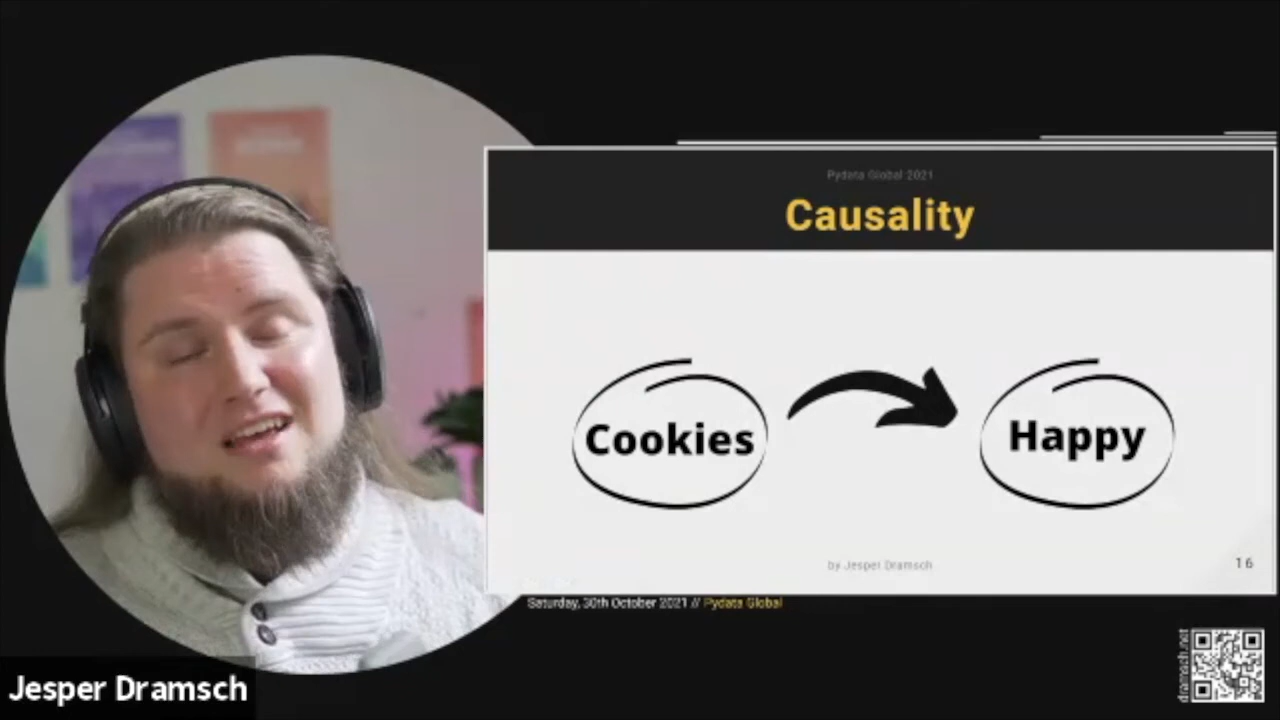 Pydata Global 2021
Causality
Cookies
Happy
by Jesper Dramsch
16
Saturday, 30th October 2021 // Pydata Global
dramsch.net
Jesper Dramsch